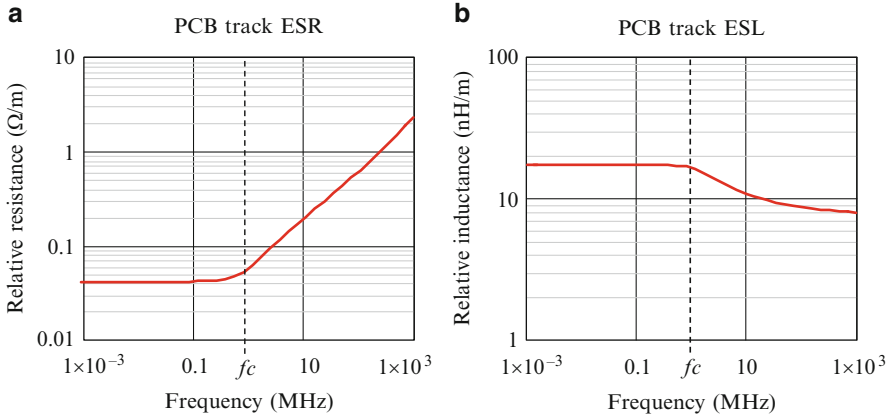 a
PCB track ESR
10
1
0.1
0.01
Relative resistance (Ω/m)
1×10⁻³
0.1
fc
10
1×10³
Frequency (MHz)
b
PCB track ESL
100
10
1
Relative inductance (nH/m)
1×10⁻³
0.1
fc
10
1×10³
Frequency (MHz)